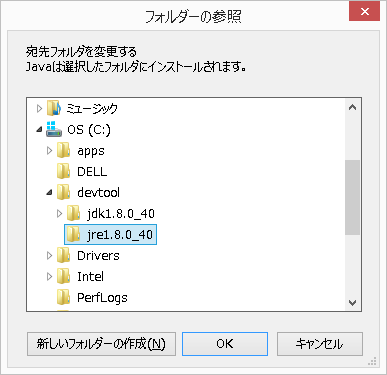 フォルダーの参照
宛先フォルダを変更する
Javaは選択したフォルダにインストールされます。
ミュージック
OS (C:)
apps
DELL
devtool
jdk1.8.0_40
jre1.8.0_40
Drivers
Intel
PerfLogs
新しいフォルダーの作成(N)
OK
キャンセル